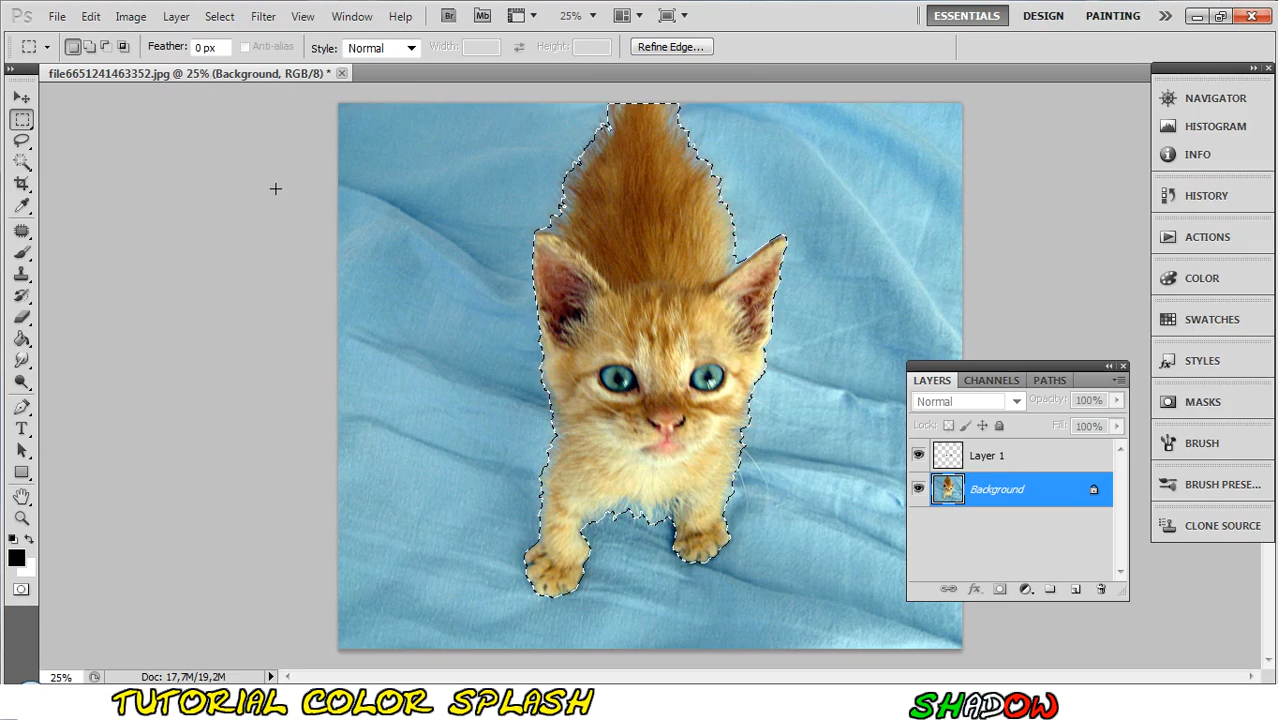 Ps File Edit Image Layer Select Filter View Window Help Br Mb 25% ESSENTIALS DESIGN PAINTING
Feather: 0 px Anti-alias Style: Normal Width: Height: Refine Edge...
file6651241463352.jpg @ 25% (Background, RGB/8) *
NAVIGATOR
HISTOGRAM
INFO
HISTORY
ACTIONS
COLOR
SWATCHES
STYLES
MASKS
BRUSH
BRUSH PRESE...
CLONE SOURCE
LAYERS CHANNELS PATHS
Normal Opacity: 100%
Lock: Fill: 100%
Layer 1
Background
25% Doc: 17,7M/19,2M
TUTORIAL COLOR SPLASH
SHADOW